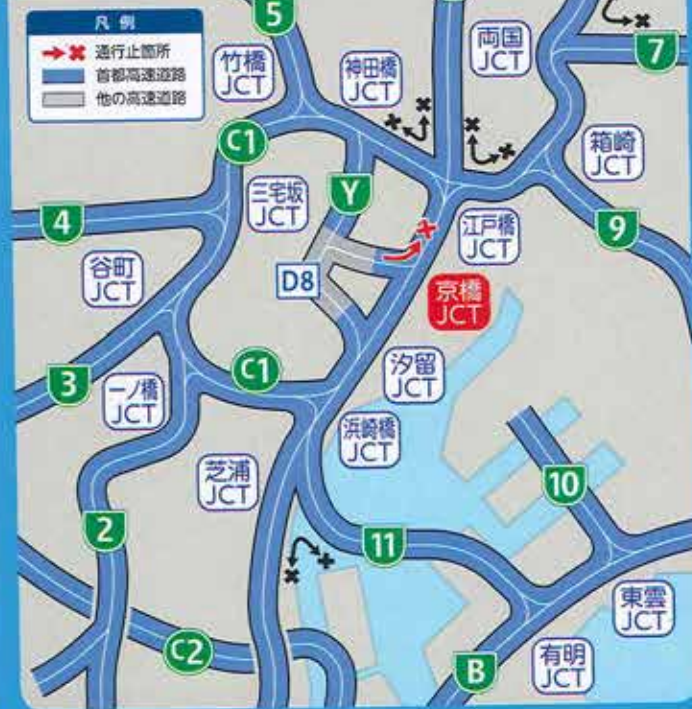 凡例
通行止箇所
首都高速道路
他の高速道路
5
竹橋
JCT
神田橋
JCT
両国
JCT
7
C1
箱崎
JCT
三宅坂
JCT
Y
4
江戸橋
JCT
9
谷町
JCT
D8
京橋
JCT
3
C1
汐留
JCT
一ノ橋
JCT
浜崎橋
JCT
芝浦
JCT
10
2
11
東雲
JCT
C2
有明
JCT
B